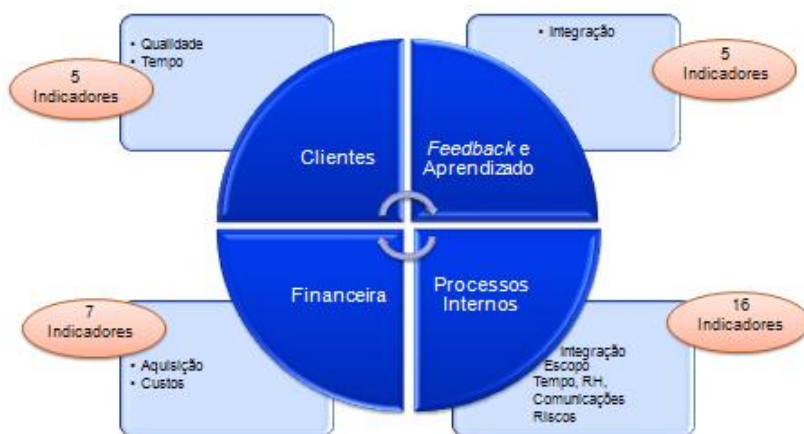 • Qualidade
• Tempo
5
Indicadores
Clientes
• Integração
5
Indicadores
Feedback e
Aprendizado
Financeira
7
Indicadores
• Aquisição
• Custos
Processos
Internos
16
Indicadores
Integração
• Escopo
Tempo, RH,
Comunicações
Riscos